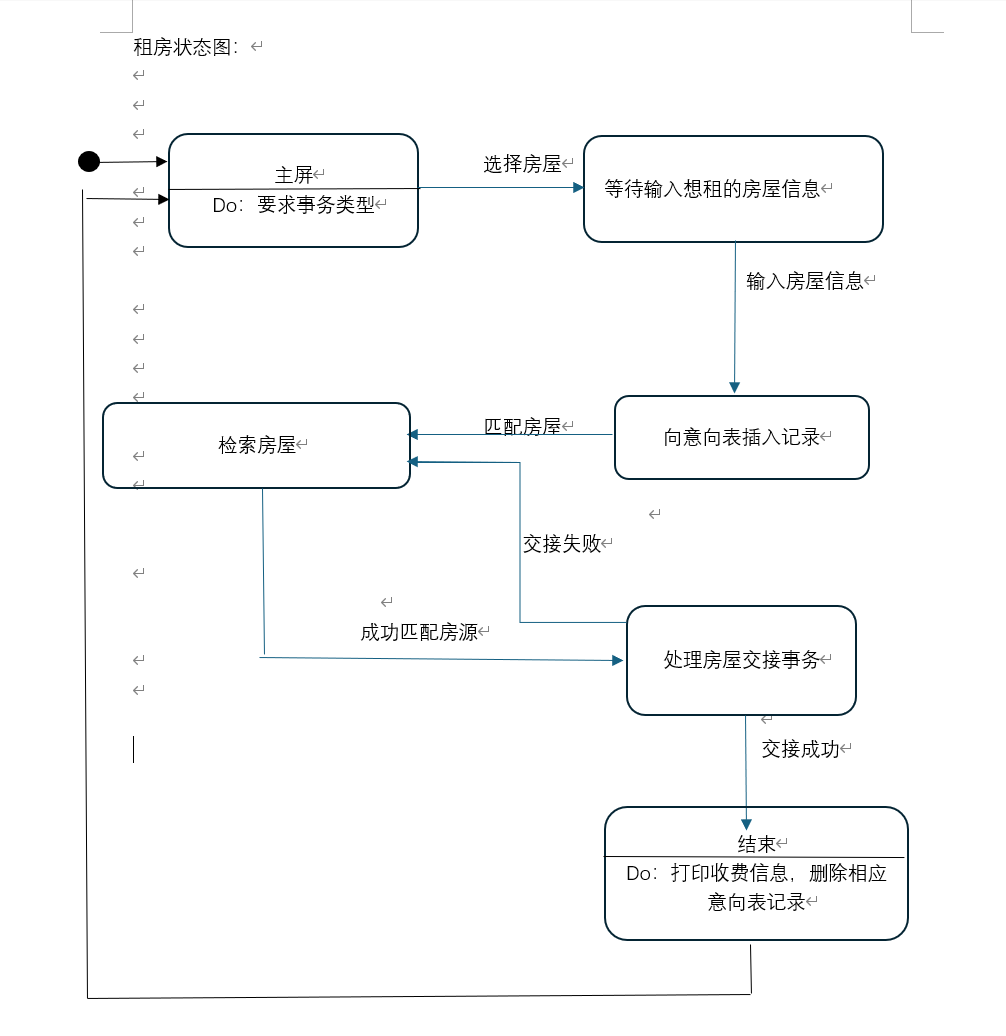 租房状态图：
主屏
Do：要求事务类型
选择房屋
等待输入想租的房屋信息
输入房屋信息
向意向表插入记录
匹配房屋
检索房屋
交接失败
成功匹配房源
处理房屋交接事务
交接成功
结束
Do：打印收费信息，删除相应
意向表记录